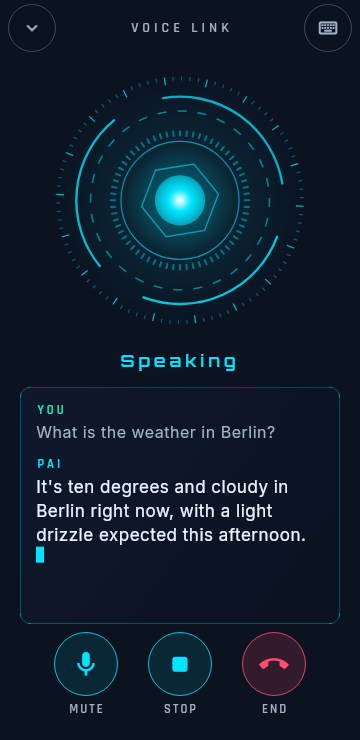 VOICE LINK
Speaking
YOU
What is the weather in Berlin?
PAI
It's ten degrees and cloudy in
Berlin right now, with a light
drizzle expected this afternoon.
MUTE
STOP
END